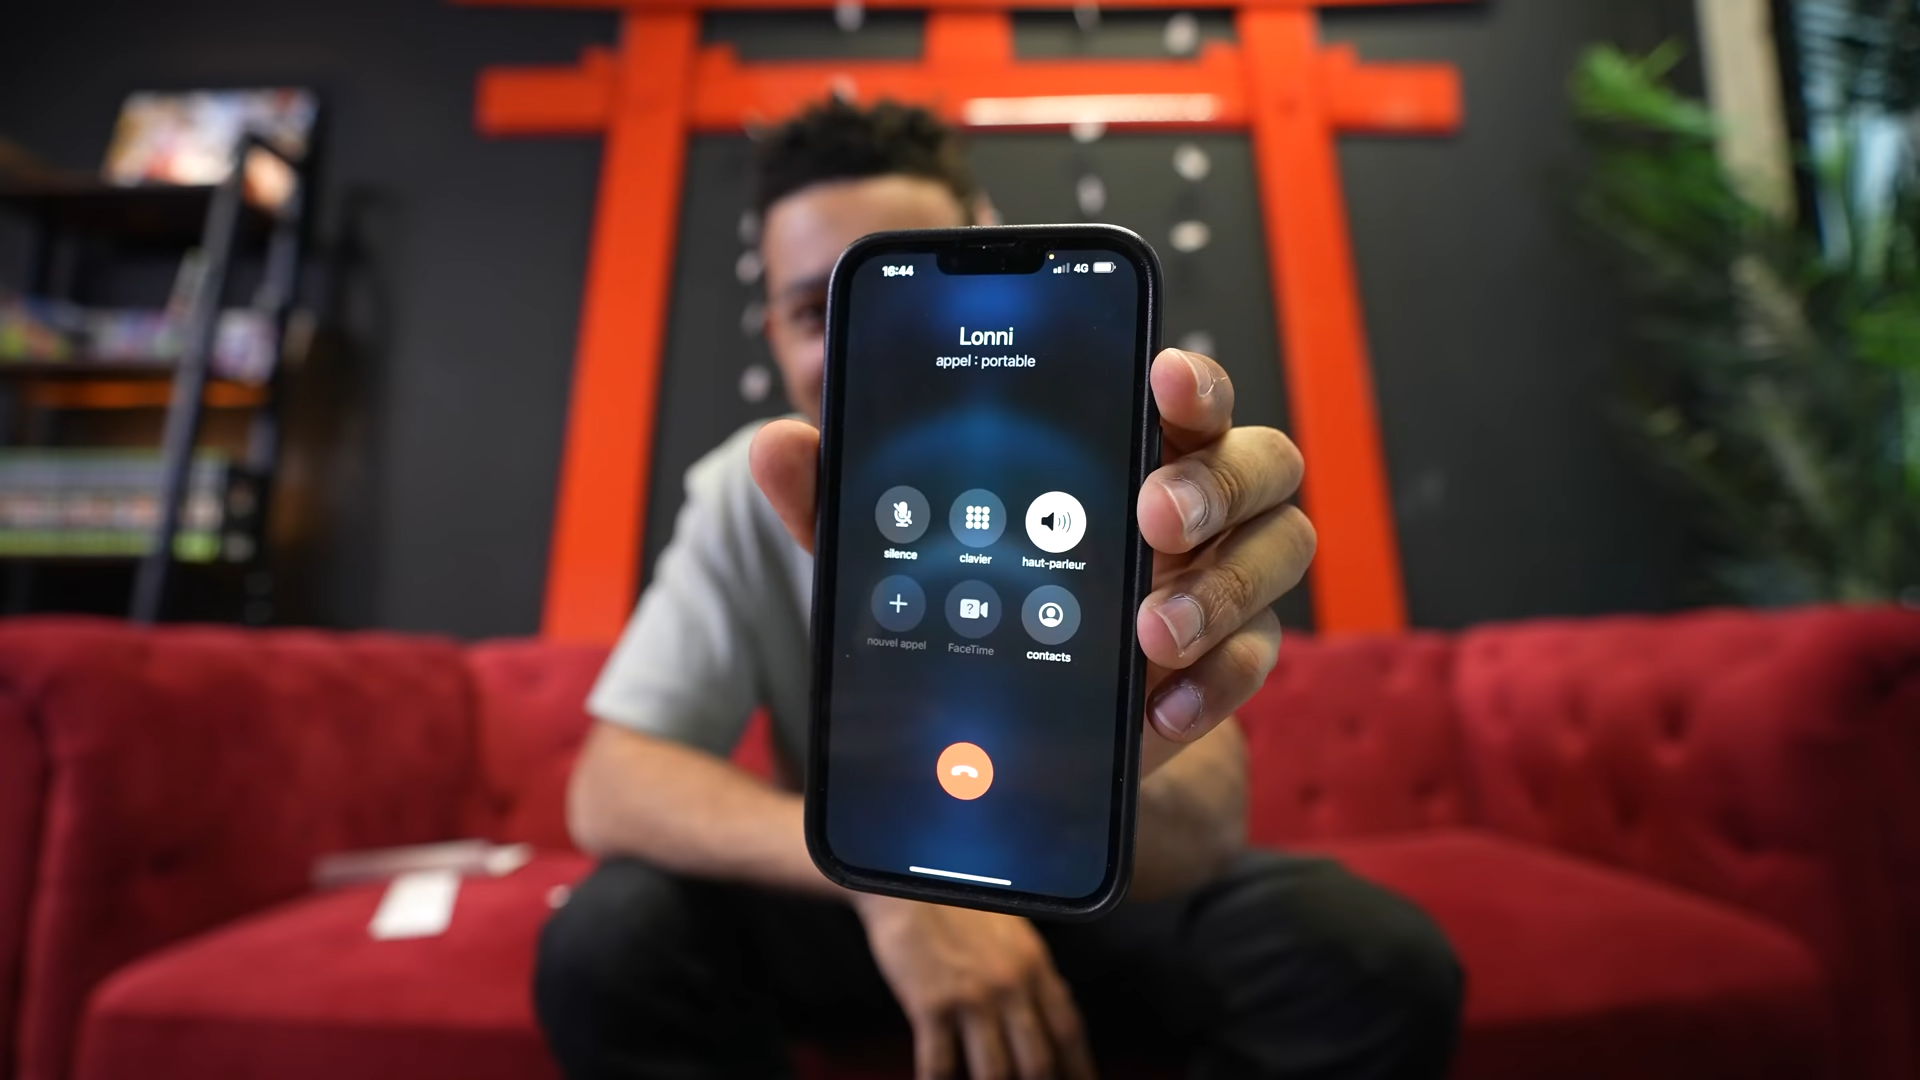 16:44
4G
Lonni
appel : portable
silence
clavier
haut-parleur
nouvel appel
FaceTime
contacts